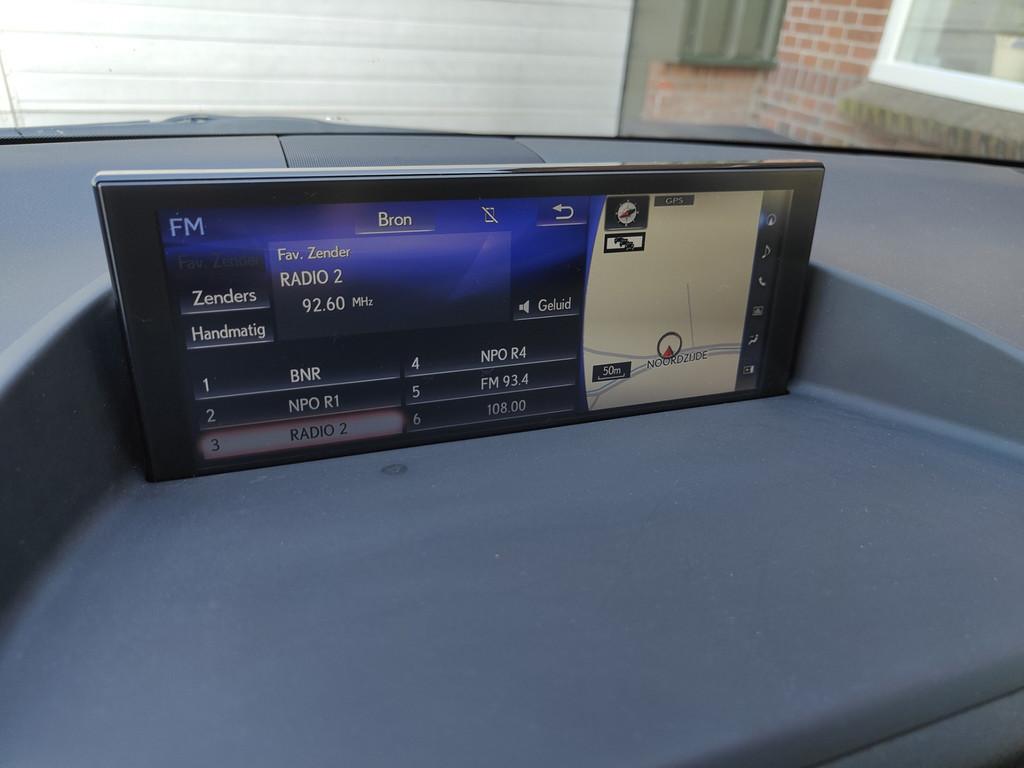 FM
Bron
GPS
Fav. Zender
Fav. Zender
RADIO 2
92.60 MHz
Zenders
Handmatig
Geluid
1 BNR
2 NPO R1
3 RADIO 2
4 NPO R4
5 FM 93.4
6 108.00
50m
NOORDZIJDE